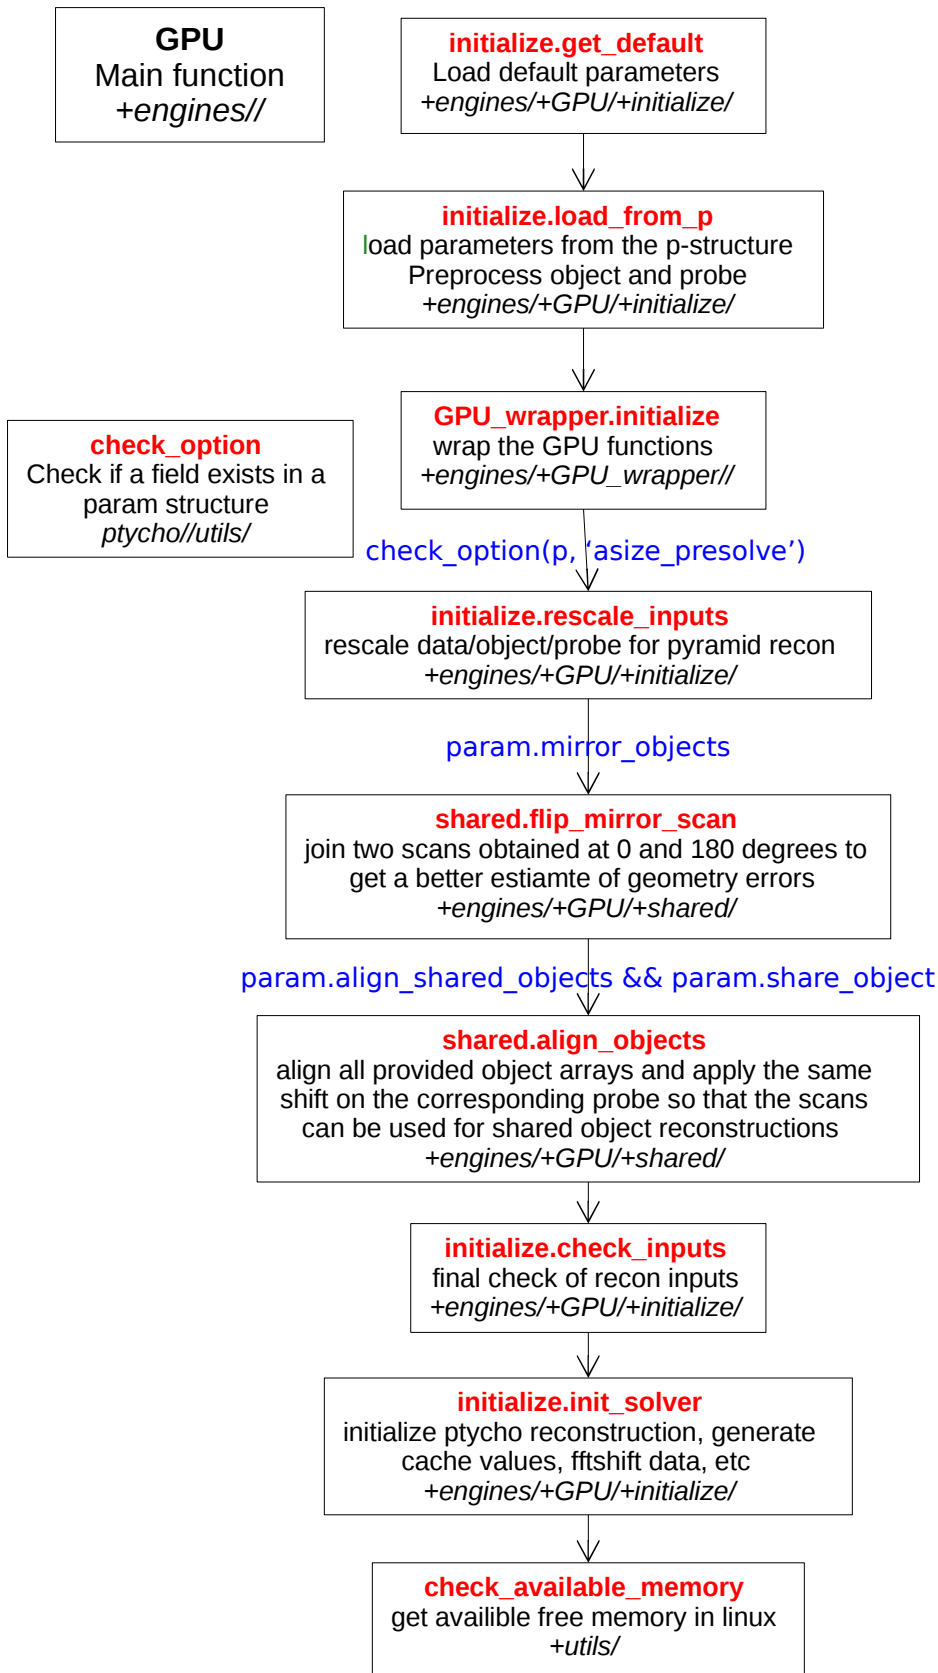 GPU
Main function
+engines//
initialize.get_default
Load default parameters
+engines/+GPU/+initialize/
initialize.load_from_p
load parameters from the p-structure
Preprocess object and probe
+engines/+GPU/+initialize/
GPU_wrapper.initialize
wrap the GPU functions
+engines/+GPU_wrapper//
check_option
Check if a field exists in a
param structure
ptycho//utils/
check_option(p, ‘asize_presolve’)
initialize.rescale_inputs
rescale data/object/probe for pyramid recon
+engines/+GPU/+initialize/
param.mirror_objects
shared.flip_mirror_scan
join two scans obtained at 0 and 180 degrees to
get a better estiamte of geometry errors
+engines/+GPU/+shared/
param.align_shared_objects && param.share_object
shared.align_objects
align all provided object arrays and apply the same
shift on the corresponding probe so that the scans
can be used for shared object reconstructions
+engines/+GPU/+shared/
initialize.check_inputs
final check of recon inputs
+engines/+GPU/+initialize/
initialize.init_solver
initialize ptycho reconstruction, generate
cache values, fftshift data, etc
+engines/+GPU/+initialize/
check_available_memory
get availible free memory in linux
+utils/